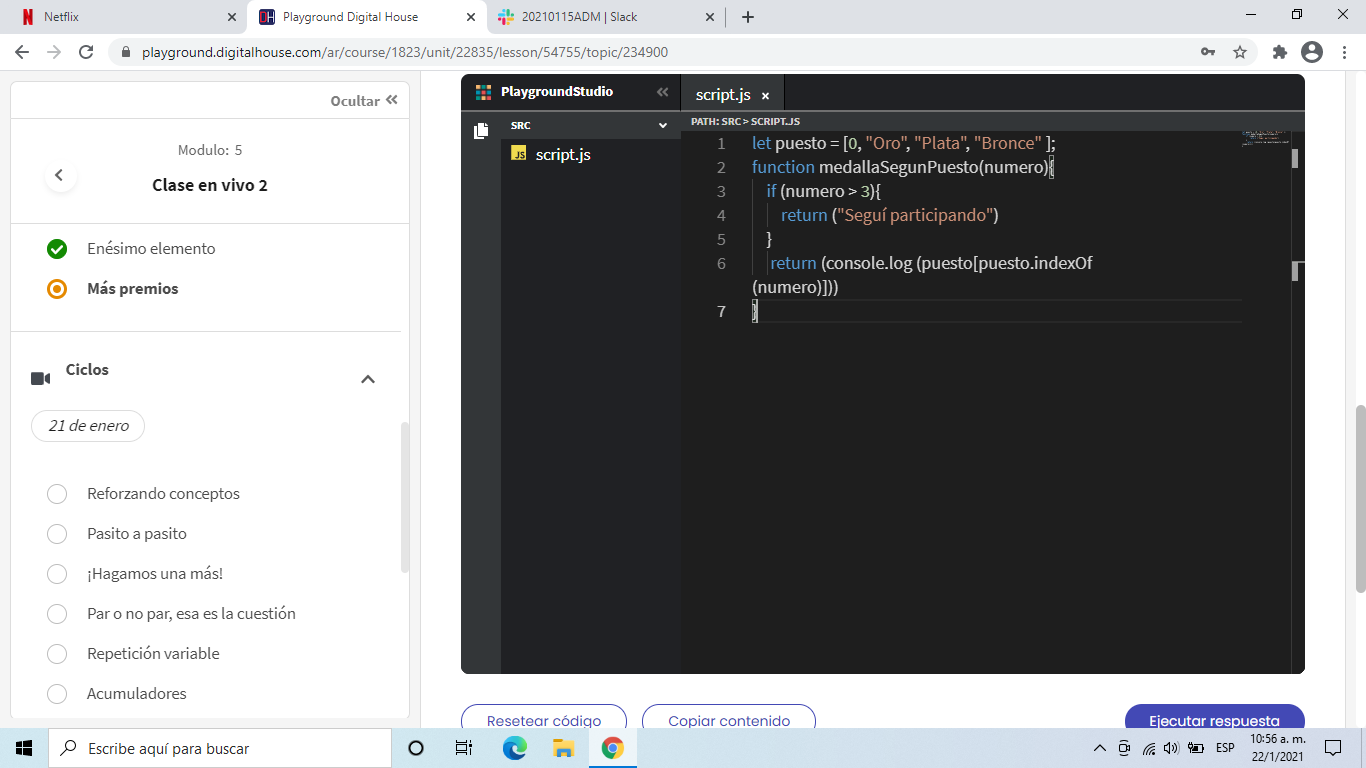 Netflix
Playground Digital House
20210115ADM | Slack
playground.digitalhouse.com/ar/course/1823/unit/22835/lesson/54755/topic/234900
Ocultar
Modulo: 5
Clase en vivo 2
Enésimo elemento
Más premios
Ciclos
21 de enero
Reforzando conceptos
Pasito a pasito
¡Hagamos una más!
Par o no par, esa es la cuestión
Repetición variable
Acumuladores
PlaygroundStudio
SRC
JS script.js
script.js ×
PATH: SRC > SCRIPT.JS
1 let puesto = [0, "Oro", "Plata", "Bronce" ];
2 function medallaSegunPuesto(numero){
3 if (numero > 3){
4 return ("Seguí participando")
5 }
6 return (console.log (puesto[puesto.indexOf
(numero)]))
7 }
Resetear código
Copiar contenido
Ejecutar respuesta
Escribe aquí para buscar
ESP
10:56 a. m.
22/1/2021